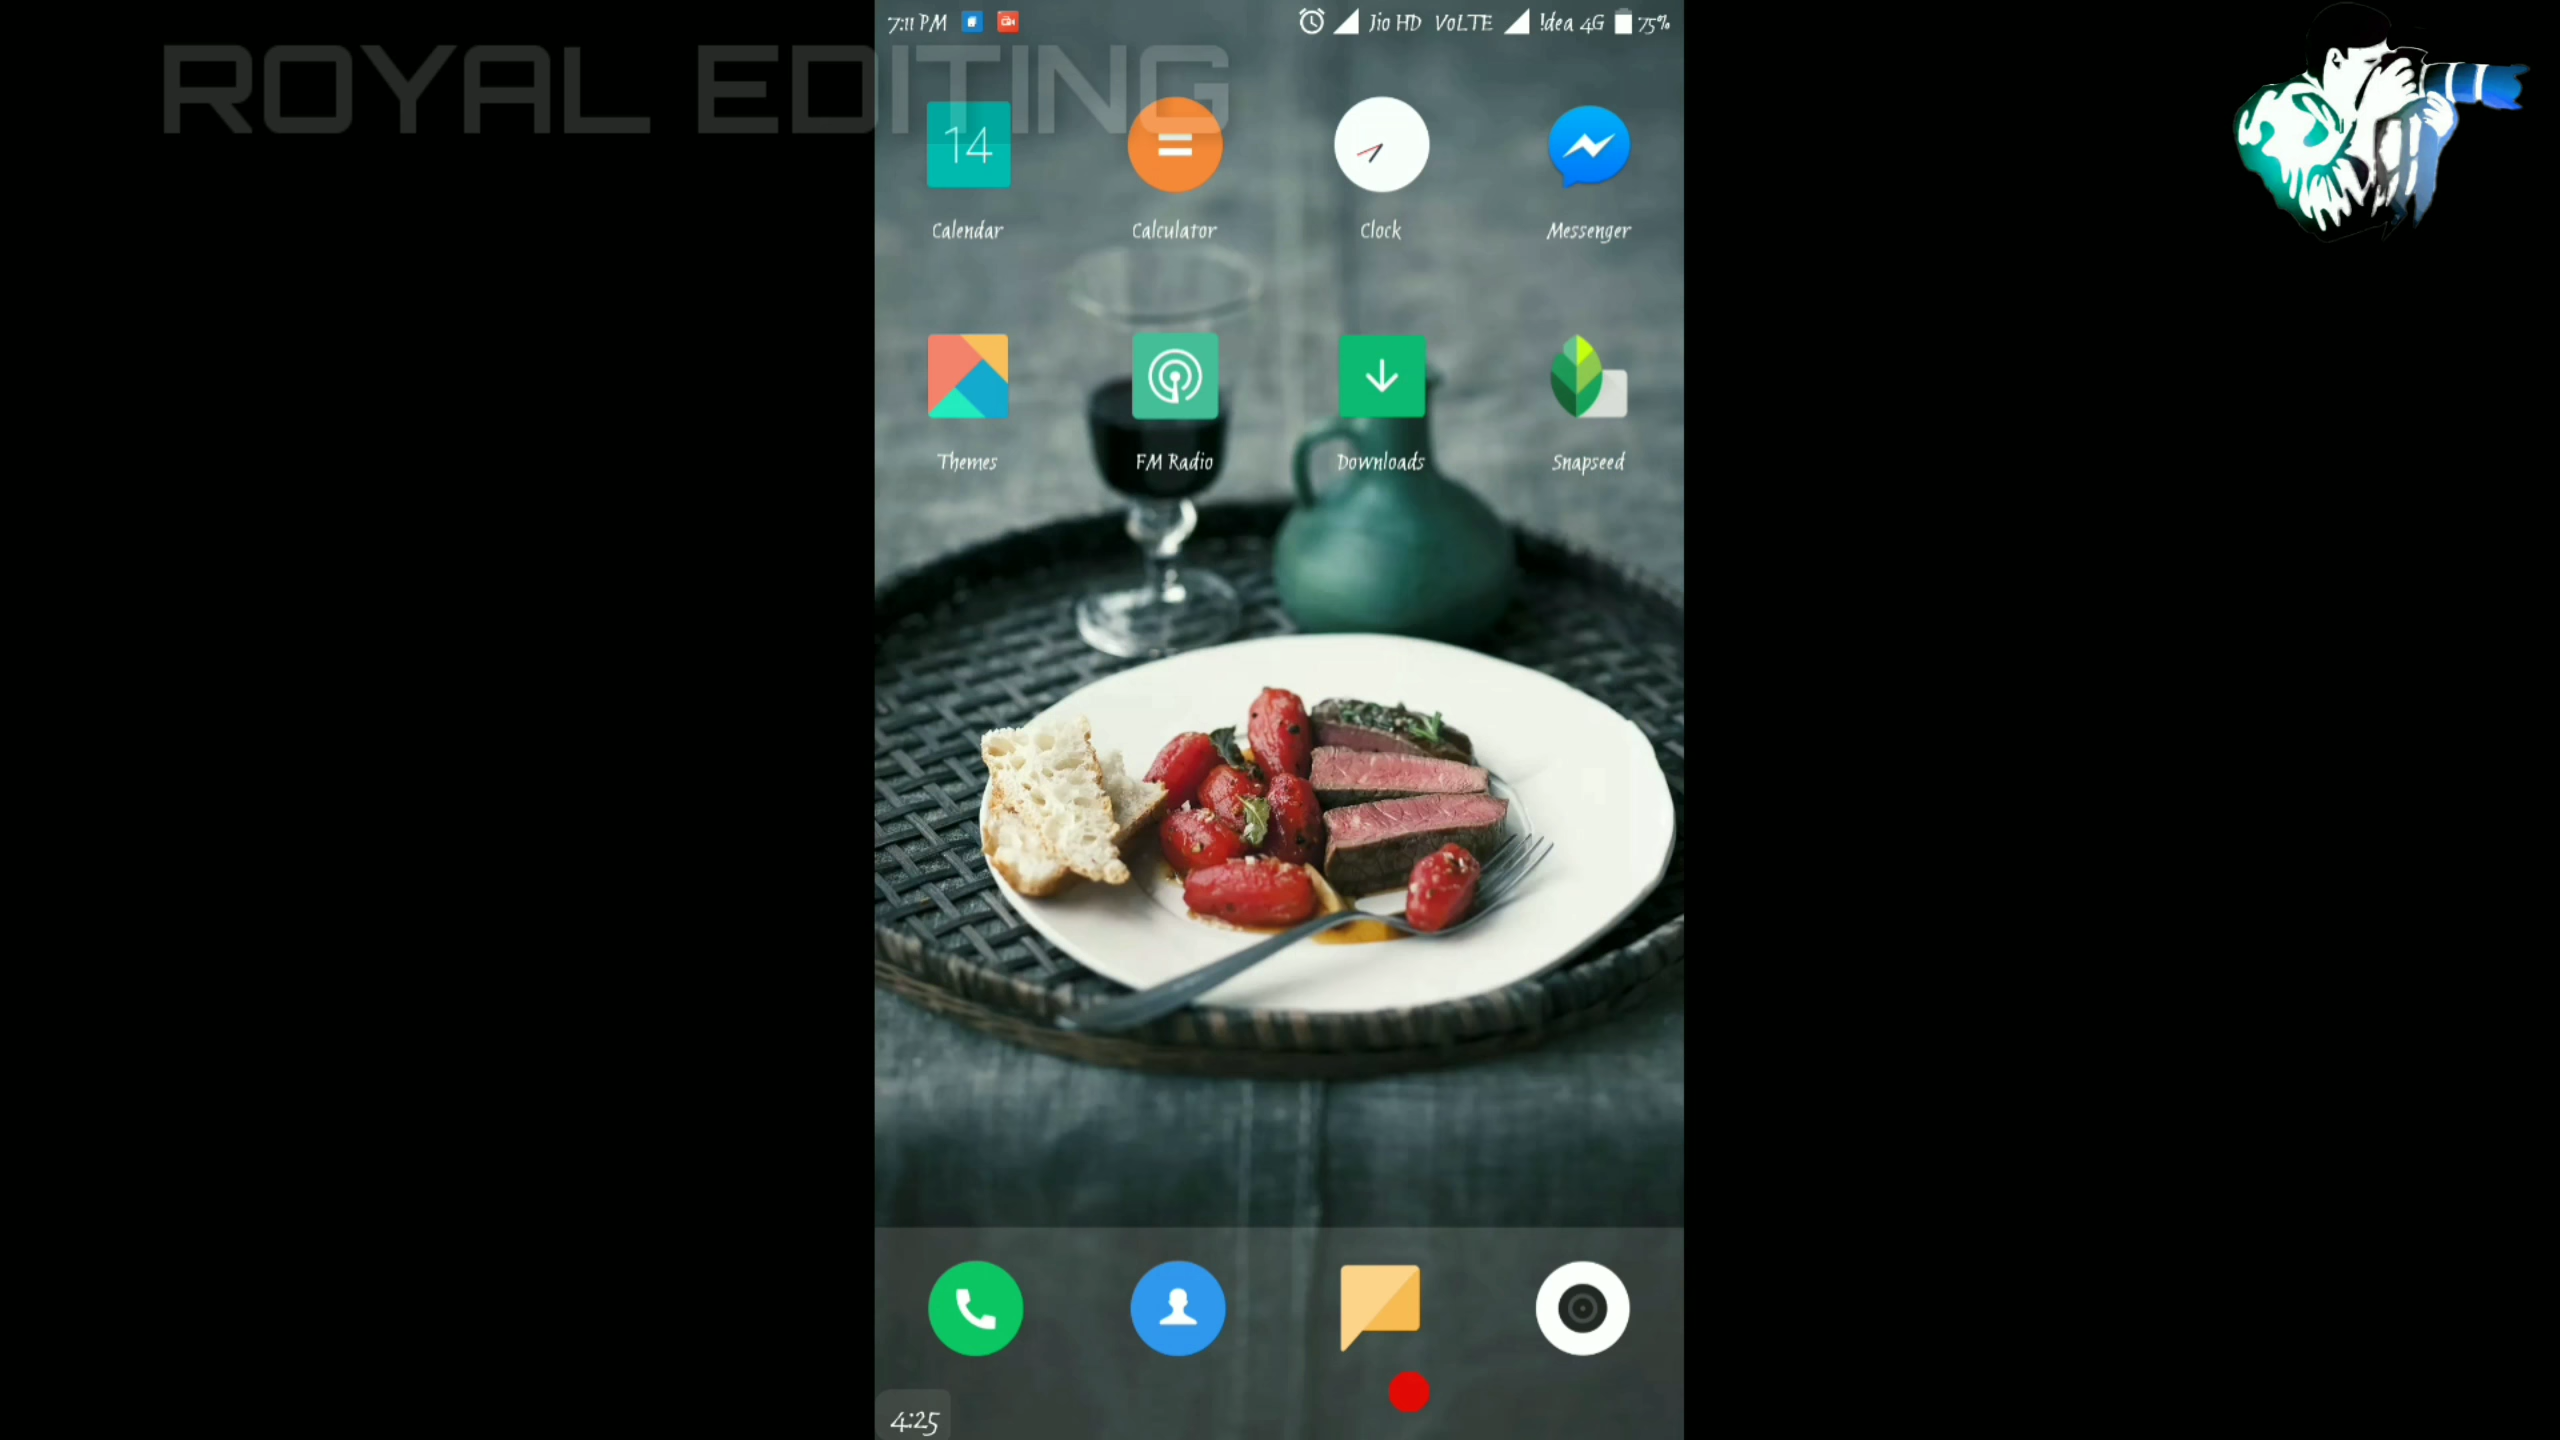 7:11 PM Jio HD VoLTE !dea 4G 75%
ROYAL EDITING
14
Calendar Calculator Clock Messenger
Themes FM Radio Downloads Snapseed
4:25